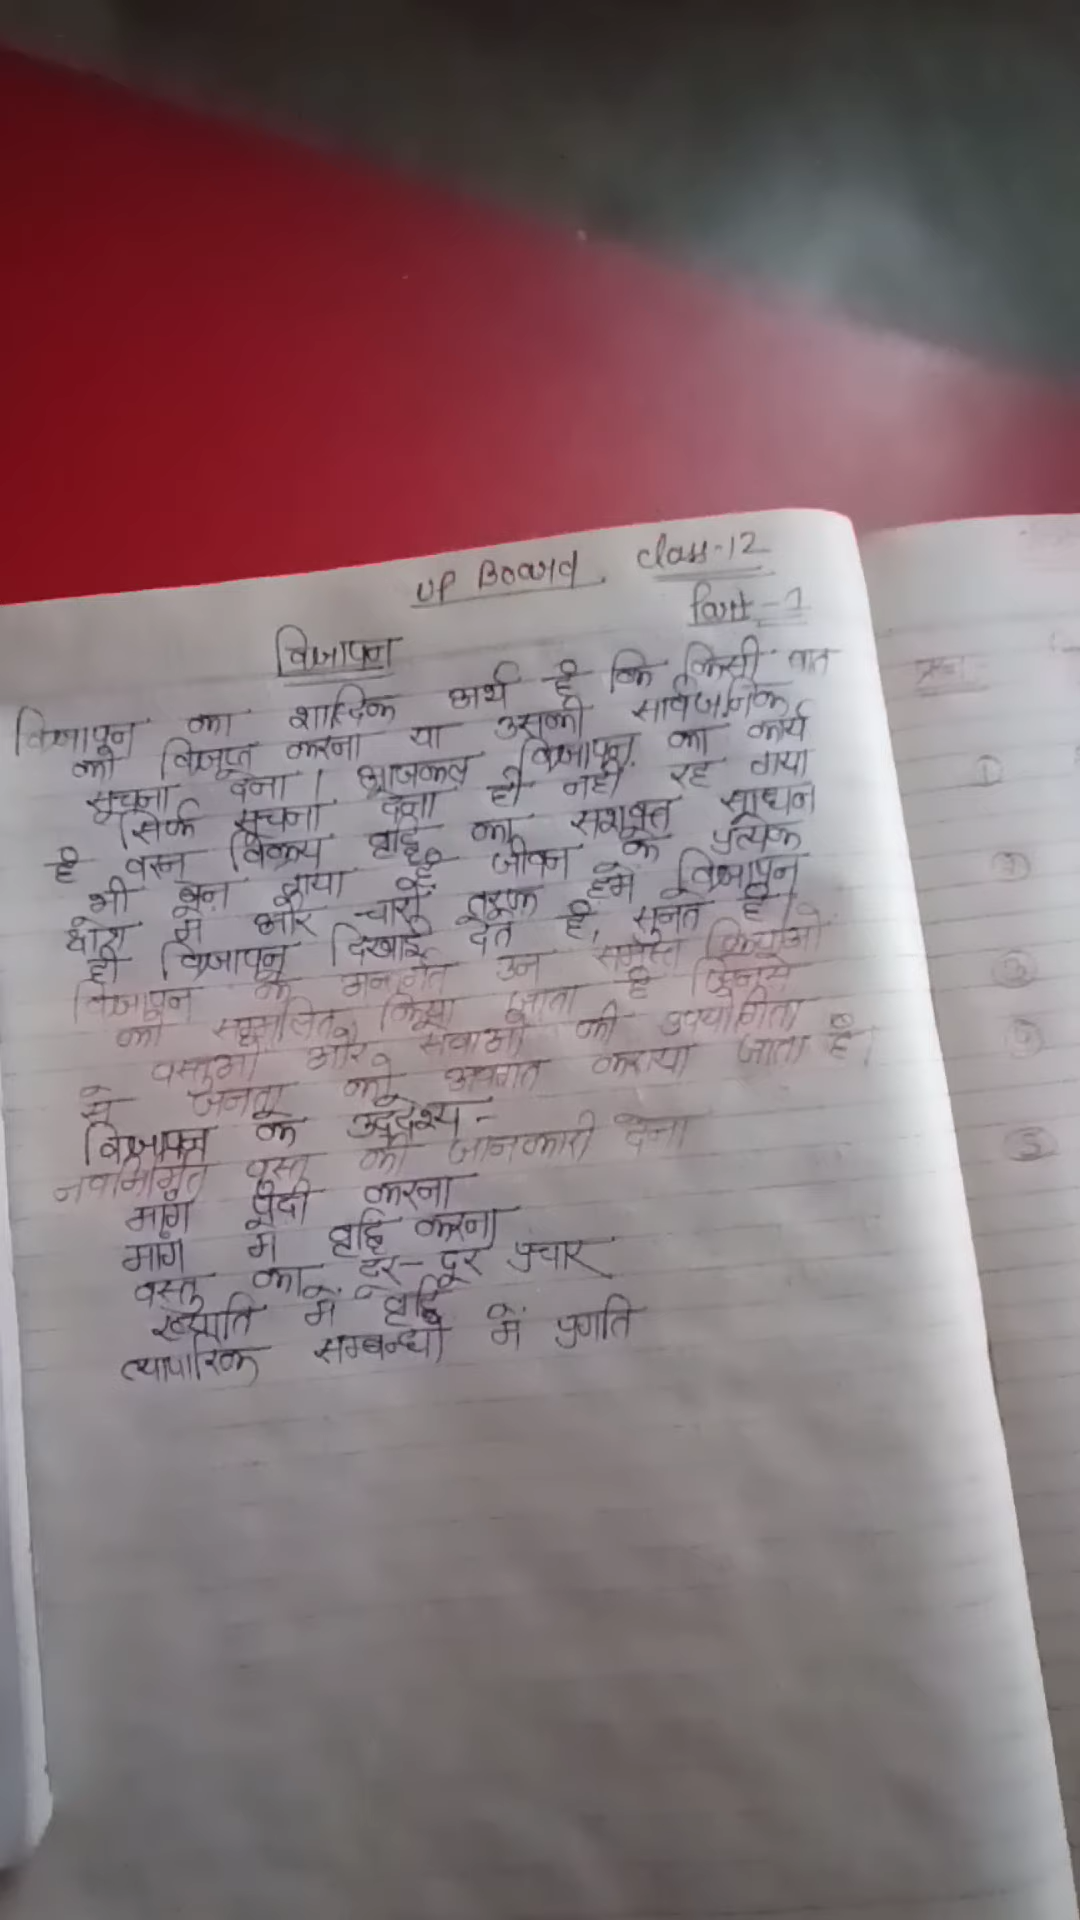 UP Board. Class-12
Part-1
विज्ञापन
विज्ञापन का शाब्दिक अर्थ है कि किसी बात
को विज्ञप्त करना या उसकी सार्वजनिक
सूचना देना। आजकल विज्ञापन का कार्य
सिर्फ सूचना देना ही नहीं रह गया
है वरन विक्रय वृद्धि का सशक्त साधन
भी बन गया है। जीवन के प्रत्येक
क्षेत्र में और चारों तरफ हमें विज्ञापन
ही विज्ञापन दिखाई देते है, सुनते है।
विज्ञापन के अन्तर्गत उन समस्त क्रियाओं
को सम्मलित किया जाता है जिनसे
वस्तुओं और सेवाओं की उपयोगिता
से जनता को अवगत कराया जाता है।
विज्ञापन के उद्देश्य -
नवनिर्मित वस्तु की जानकारी देना
मांग पैदा करना
मांग में वृद्धि करना
वस्तु का दूर-दूर प्रचार
ख्याति में वृद्धि
व्यापारिक सम्बन्धों में प्रगति
①
⑤